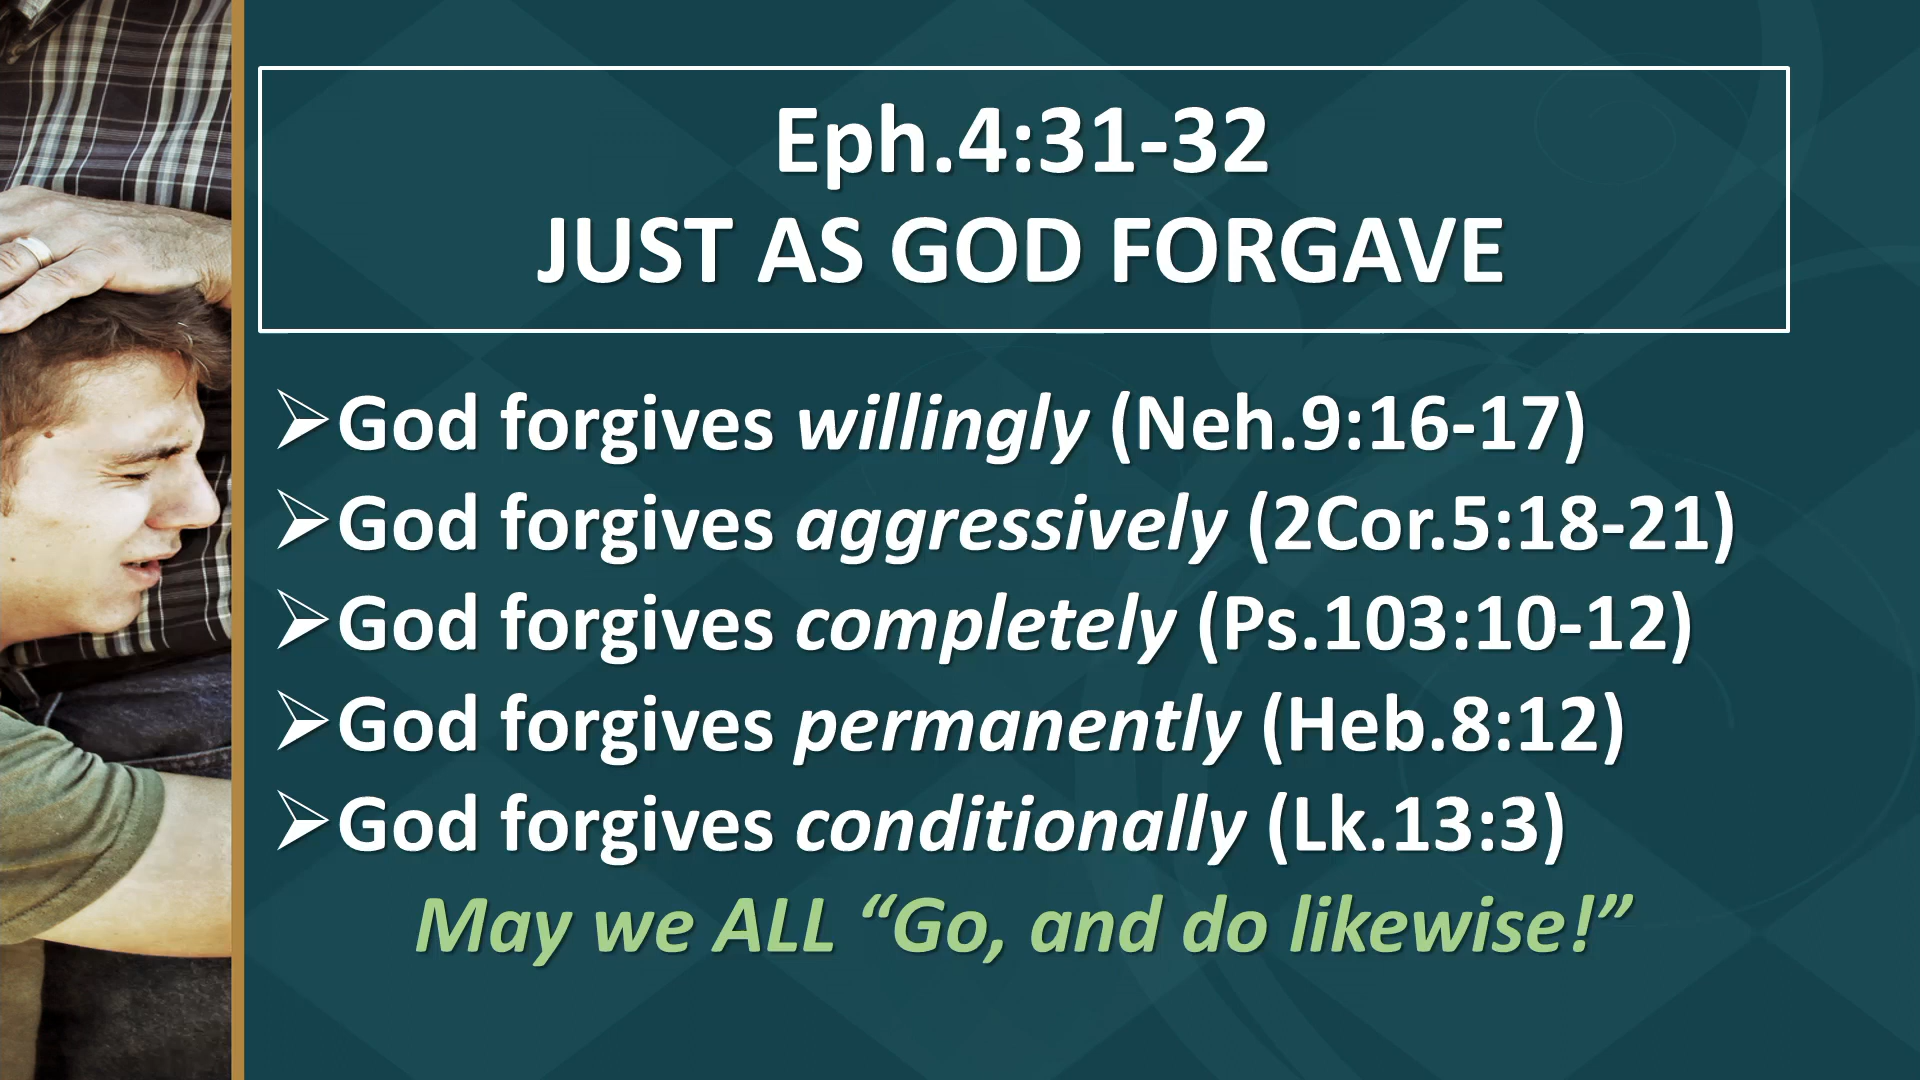 Eph.4:31-32
JUST AS GOD FORGAVE
➢God forgives willingly (Neh.9:16-17)
➢God forgives aggressively (2Cor.5:18-21)
➢God forgives completely (Ps.103:10-12)
➢God forgives permanently (Heb.8:12)
➢God forgives conditionally (Lk.13:3)
May we ALL “Go, and do likewise!”